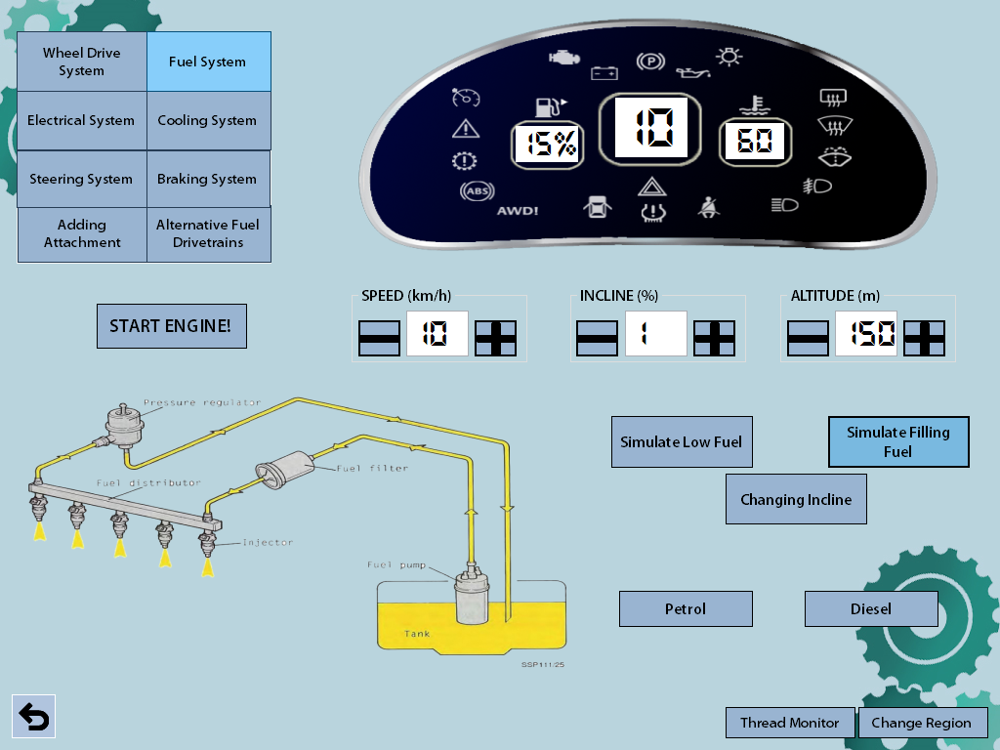 Wheel Drive
System
Fuel System
Electrical System
Cooling System
Steering System
Braking System
Adding
Attachment
Alternative Fuel
Drivetrains
15%
10
60
P
ABS
AWD!
START ENGINE!
SPEED (km/h)
10
INCLINE (%)
1
ALTITUDE (m)
150
Pressure regulator
Fuel distributor
Fuel filter
Injector
Fuel pump
Tank
SSP111/25
Simulate Low Fuel
Simulate Filling
Fuel
Changing Incline
Petrol
Diesel
Thread Monitor
Change Region